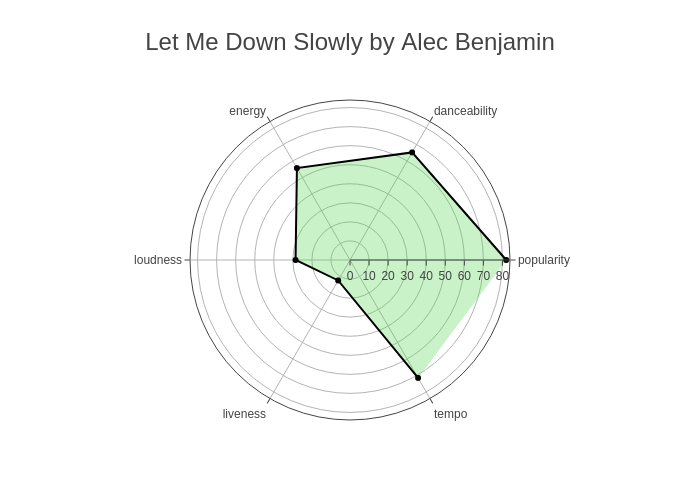 Let Me Down Slowly by Alec Benjamin
energy
danceability
loudness
popularity
0 10 20 30 40 50 60 70 80
liveness
tempo